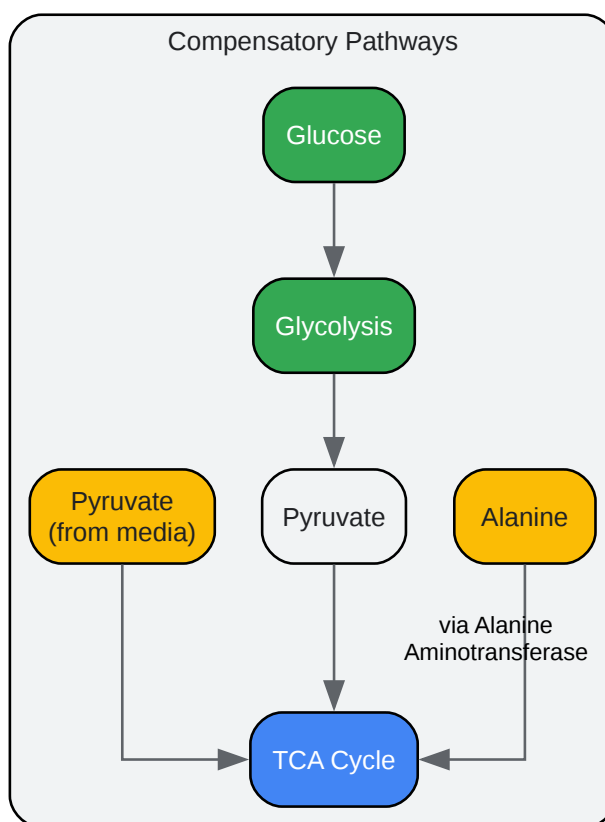 Compensatory Pathways
Glucose
Glycolysis
Pyruvate
(from media)
Pyruvate
Alanine
via Alanine
Aminotransferase
TCA Cycle